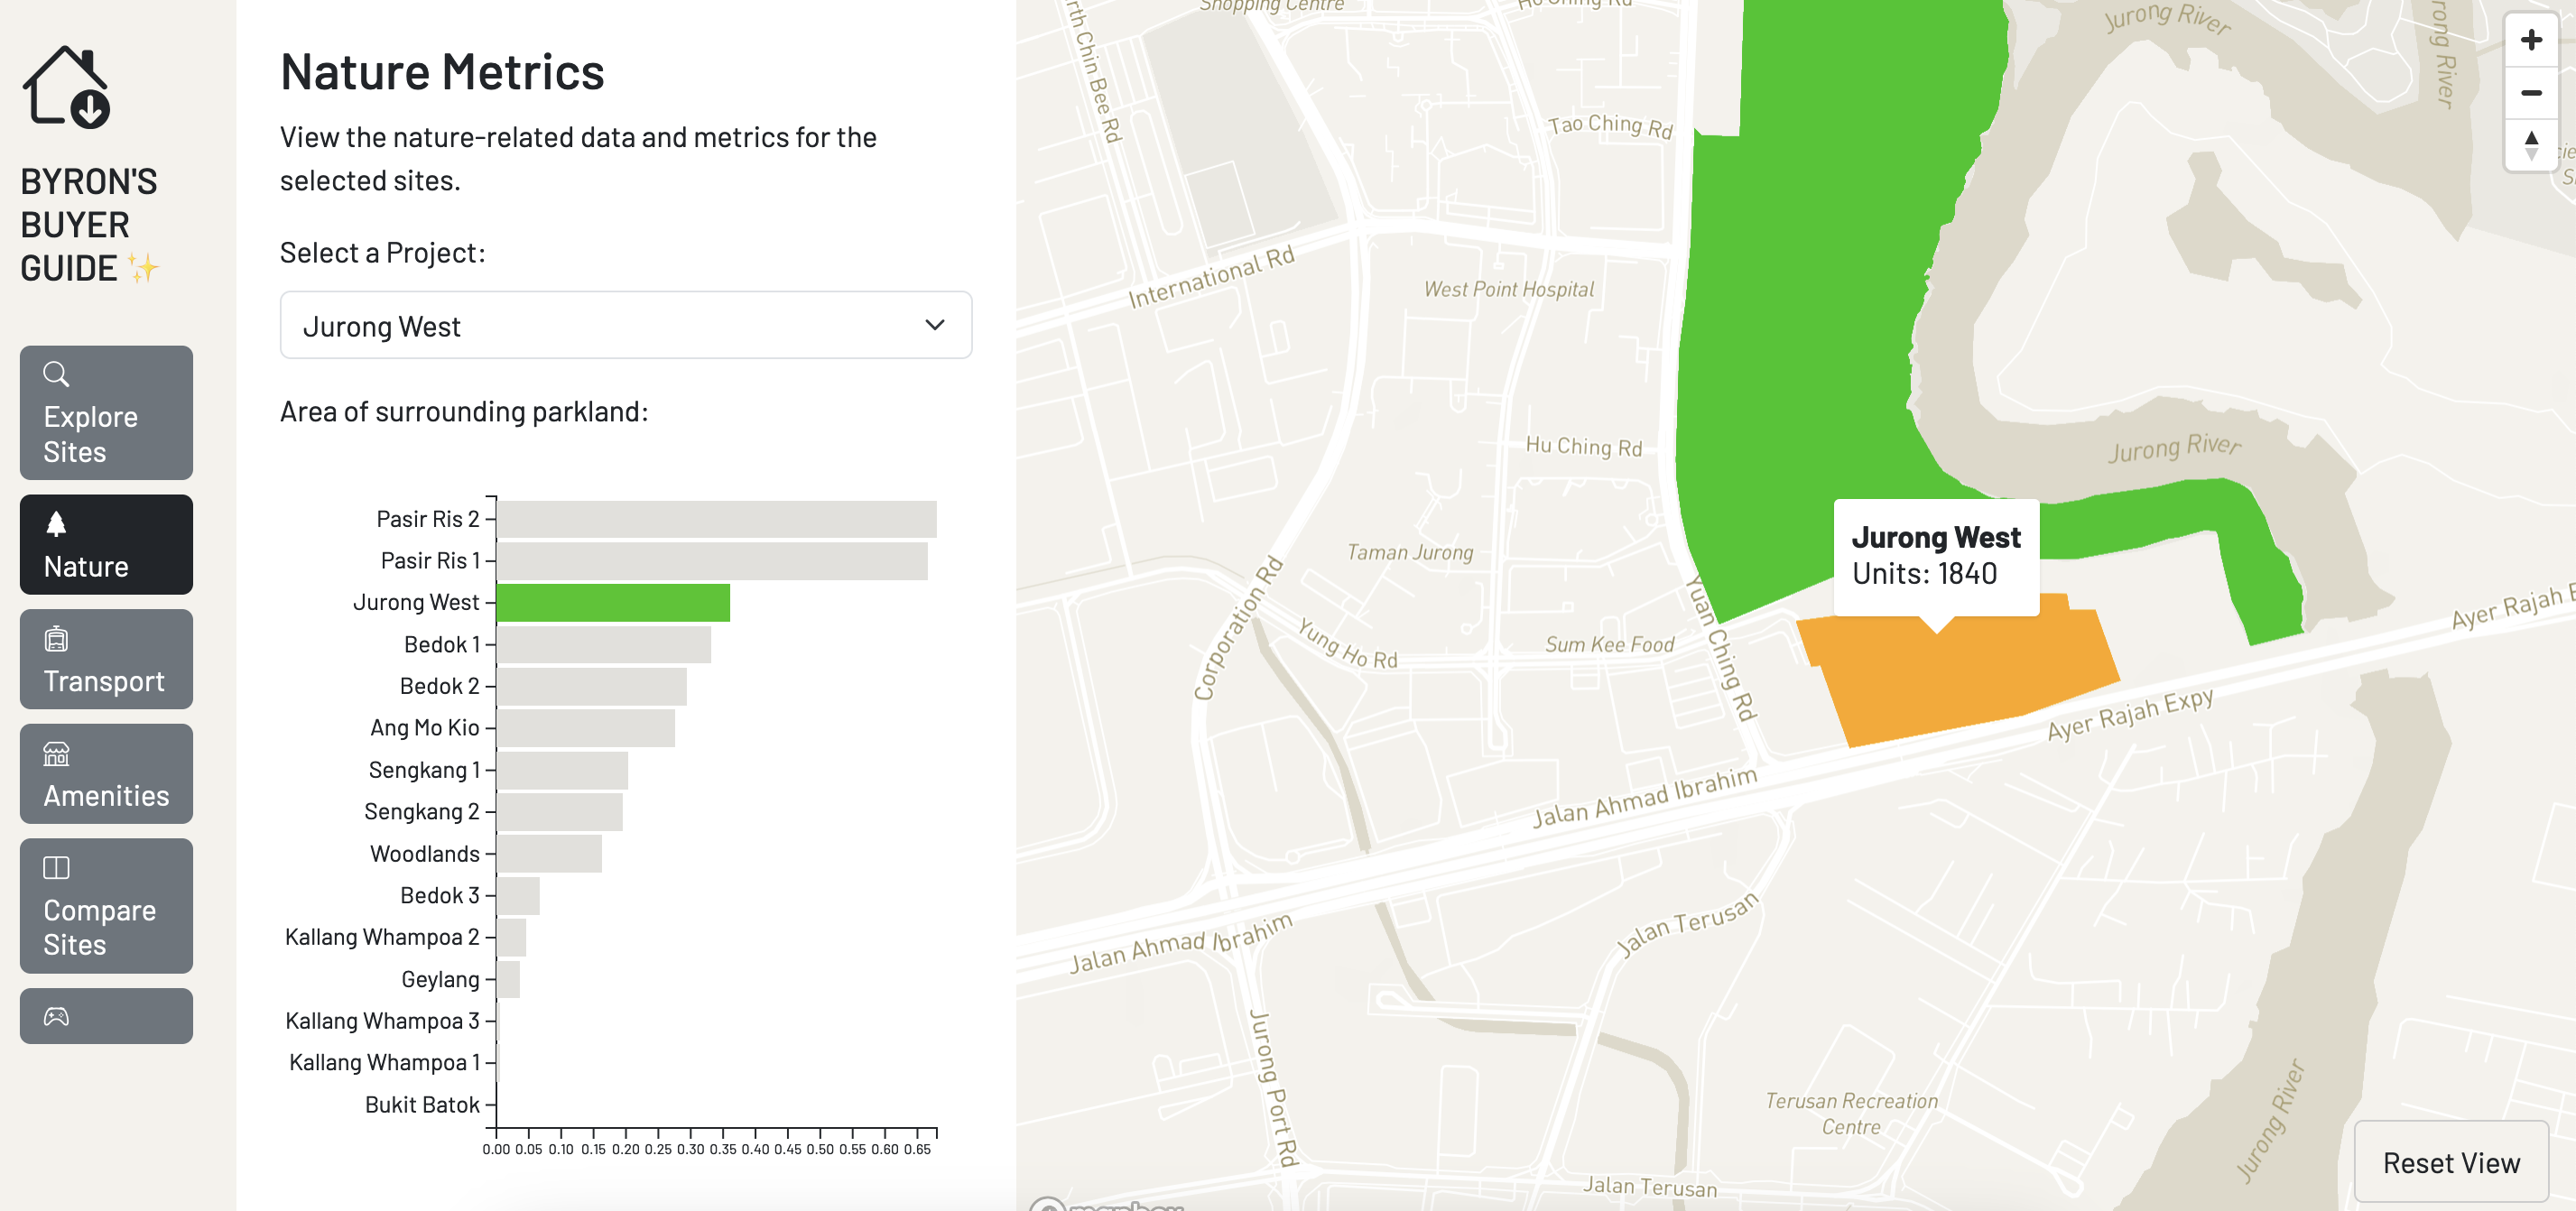 BYRON'S
BUYER
GUIDE ✨
Explore
Sites
Nature
Transport
Amenities
Compare
Sites
Nature Metrics
View the nature-related data and metrics for the
selected sites.
Select a Project:
Jurong West
Area of surrounding parkland:
Pasir Ris 2
Pasir Ris 1
Jurong West
Bedok 1
Bedok 2
Ang Mo Kio
Sengkang 1
Sengkang 2
Woodlands
Bedok 3
Kallang Whampoa 2
Geylang
Kallang Whampoa 3
Kallang Whampoa 1
Bukit Batok
0.00 0.05 0.10 0.15 0.20 0.25 0.30 0.35 0.40 0.45 0.50 0.55 0.60 0.65
Shopping Centre
Ho Ching Rd
Jurong River
Jurong River
Chin Bee Rd
Tao Ching Rd
International Rd
West Point Hospital
Hu Ching Rd
Jurong River
Taman Jurong
Jurong West
Units: 1840
Corporation Rd
Yung Ho Rd
Sum Kee Food
Yuan Ching Rd
Ayer Rajah
Ayer Rajah Expy
Jalan Ahmad Ibrahim
Jalan Ahmad Ibrahim
Jalan Terusan
Jurong Port Rd
Terusan Recreation
Centre
Jurong River
Jalan Terusan
mapbox
Reset View